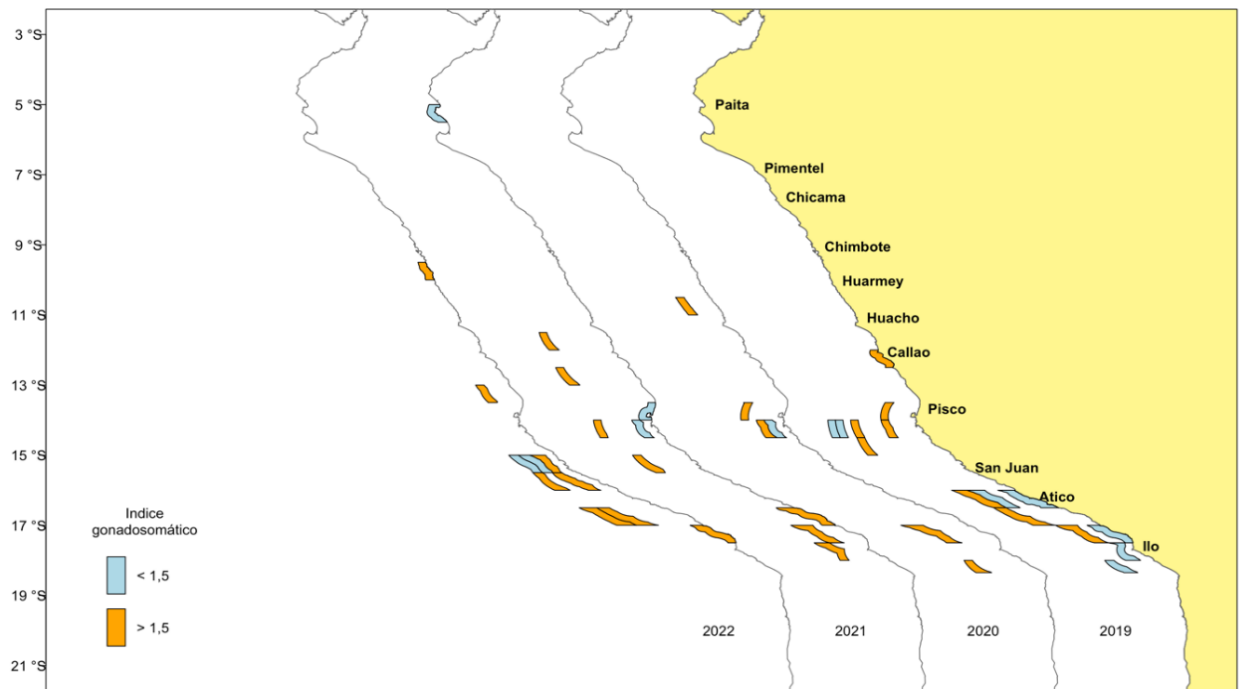 3 °S
5 °S
Paita
Pimentel
7 °S
Chicama
9 °S
Chimbote
Huarmey
11 °S
Huacho
Callao
13 °S
Pisco
15 °S
San Juan
Atico
Indice
gonadosomático
17 °S
Ilo
< 1,5
19 °S
> 1,5
2022
2021
2020
2019
21 °S